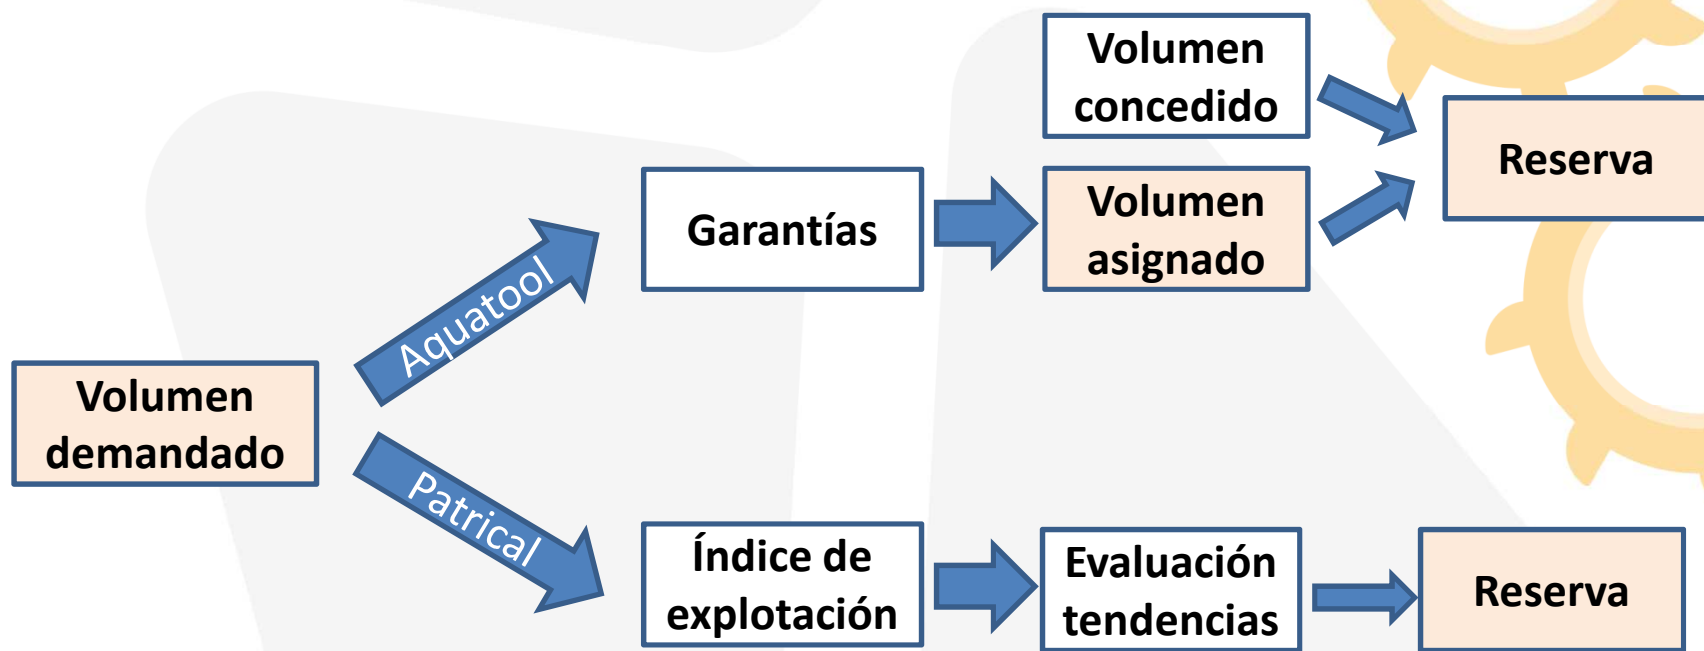 Volumen
concedido
Reserva
Garantías
Volumen
asignado
Aquatool
Volumen
demandado
Patrical
Índice de
explotación
Evaluación
tendencias
Reserva